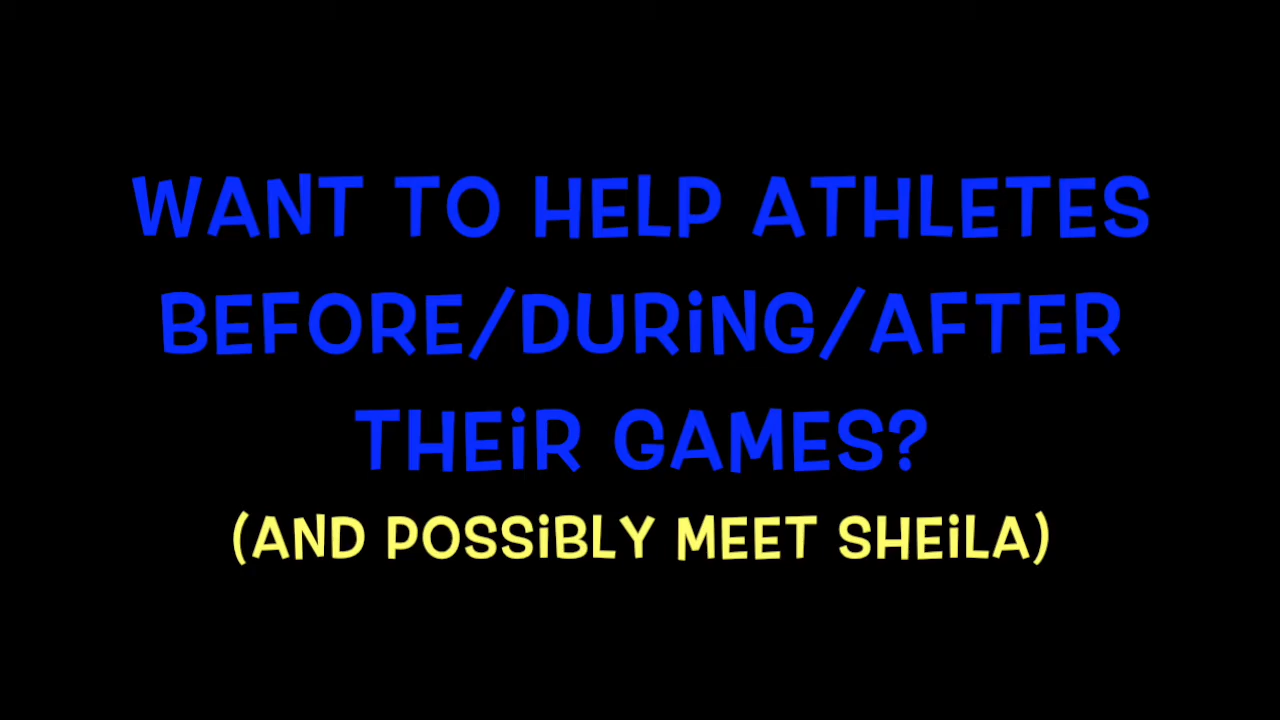 WANT TO HELP ATHLETES
BEFORE/DURiNG/AFTER
THEiR GAMES?
(AND POSSiBLY MEET SHEiLA)